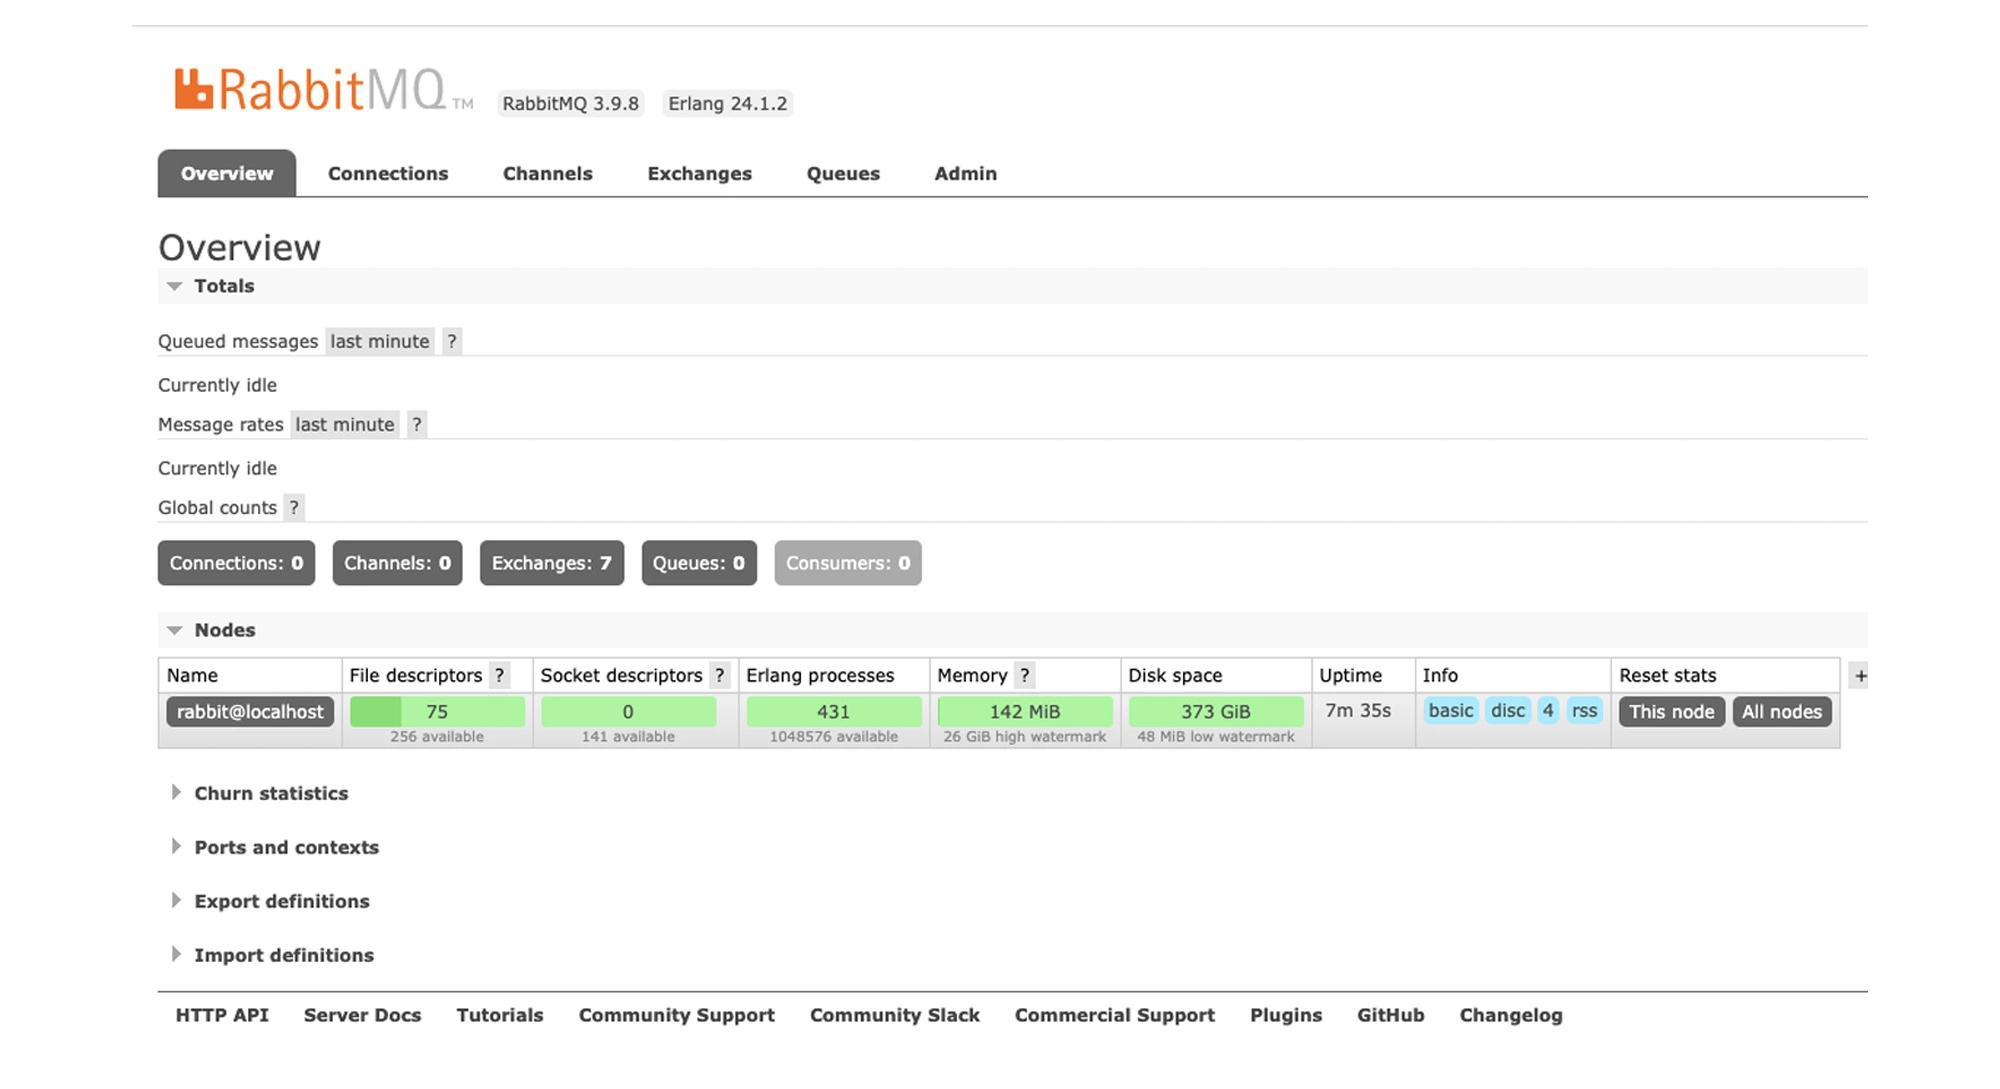 RabbitMQ TM RabbitMQ 3.9.8 Erlang 24.1.2
Overview Connections Channels Exchanges Queues Admin
Overview
Totals
Queued messages last minute ?
Currently idle
Message rates last minute ?
Currently idle
Global counts ?
Connections: 0 Channels: 0 Exchanges: 7 Queues: 0 Consumers: 0
Nodes
Name File descriptors ? Socket descriptors ? Erlang processes Memory ? Disk space Uptime Info Reset stats +
rabbit@localhost 75 0 431 142 MiB 373 GiB 7m 35s basic disc 4 rss This node All nodes
256 available 141 available 1048576 available 26 GiB high watermark 48 MiB low watermark
Churn statistics
Ports and contexts
Export definitions
Import definitions
HTTP API Server Docs Tutorials Community Support Community Slack Commercial Support Plugins GitHub Changelog